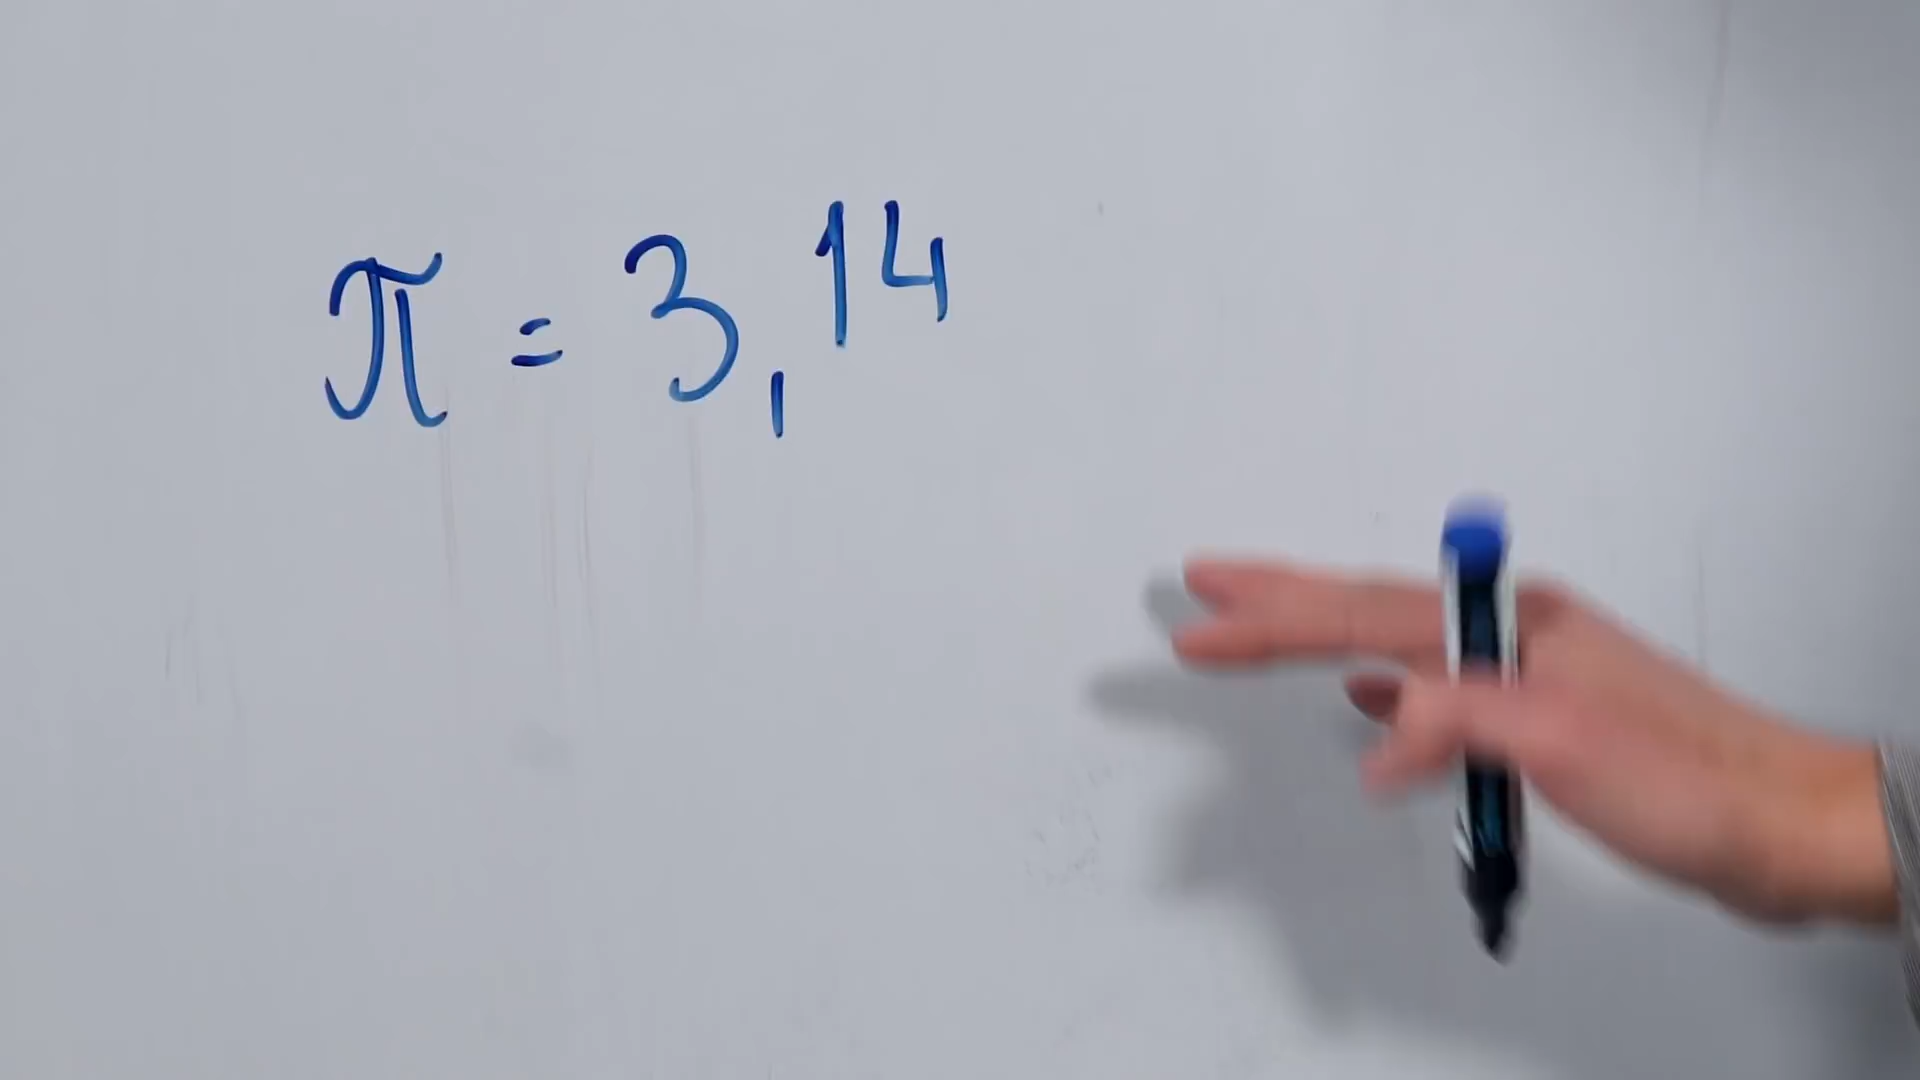 π = 3,14